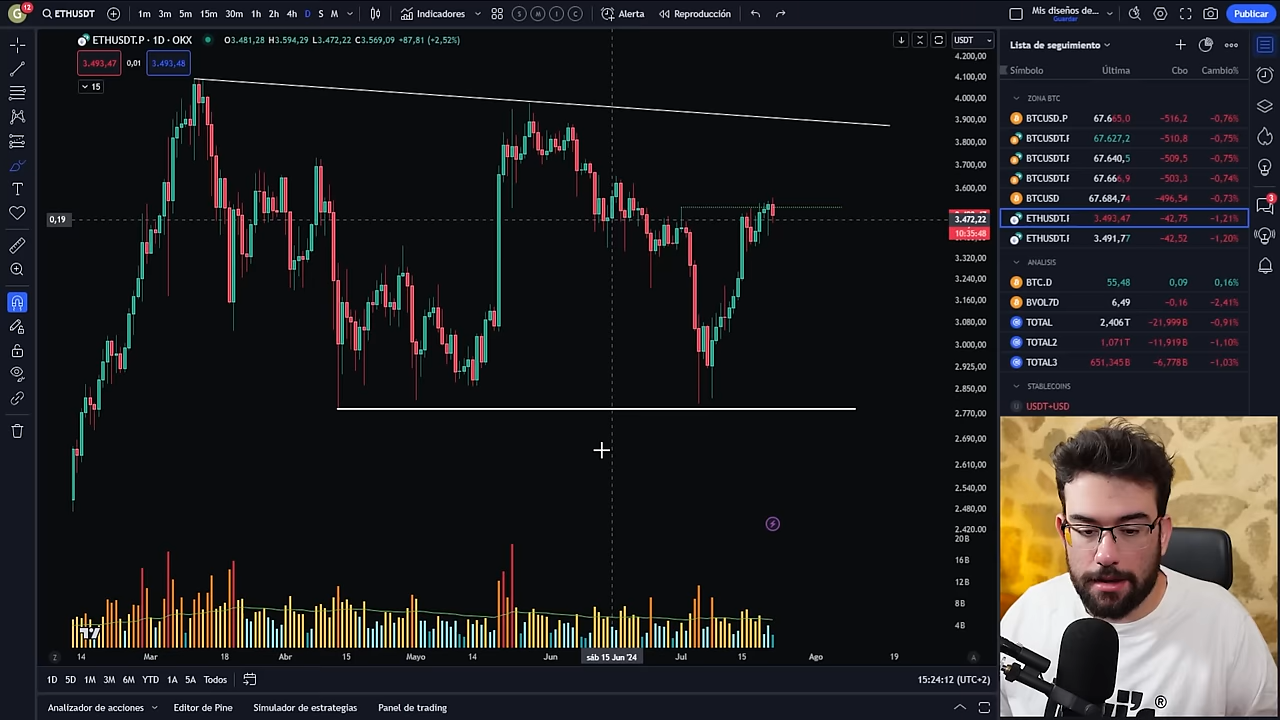 G 12 ETHUSDT 1m 3m 5m 15m 30m 1h 2h 4h D S M Indicadores S M I C Alerta Reproducción Mis diseños de... Guardar Publicar
ETHUSDT.P · 1D · OKX O3.481,28 H3.594,29 L3.472,22 C3.569,09 +87,81 (+2,52%) USDT
3.493,47 0,01 3.493,48
15
4.200,00
4.100,00
4.000,00
3.900,00
3.800,00
3.700,00
3.600,00
0,19
3.472,22
10:35:48
3.320,00
3.240,00
3.160,00
3.080,00
3.000,00
2.925,00
2.850,00
2.770,00
2.690,00
2.610,00
2.540,00
2.480,00
2.420,00
20 B
16 B
12 B
8 B
4 B
Z 14 Mar 18 Abr 15 Mayo 14 Jun sáb 15 Jun '24 Jul 15 Ago 19 A
1D 5D 1M 3M 6M YTD 1A 5A Todos 15:24:12 (UTC+2)
Analizador de acciones Editor de Pine Simulador de estrategias Panel de trading
Lista de seguimiento
Símbolo Última Cbo Cambio%
ZONA BTC
BTCUSD.P 67.665,0 −516,2 −0,76%
BTCUSDT.F 67.627,2 −510,8 −0,75%
BTCUSDT.F 67.640,5 −509,5 −0,75%
BTCUSDT.F 67.666,9 −503,3 −0,74%
BTCUSD 67.684,74 −496,54 −0,73%
ETHUSDT.F 3.493,47 −42,75 −1,21%
ETHUSDT.F 3.491,77 −42,52 −1,20%
ANALISIS
BTC.D 55,48 0,09 0,16%
BVOL7D 6,49 −0,16 −2,41%
TOTAL 2,406 T −21,999 B −0,91%
TOTAL2 1,071 T −11,919 B −1,10%
TOTAL3 651,345 B −6,778 B −1,03%
STABLECOINS
USDT+USD
3